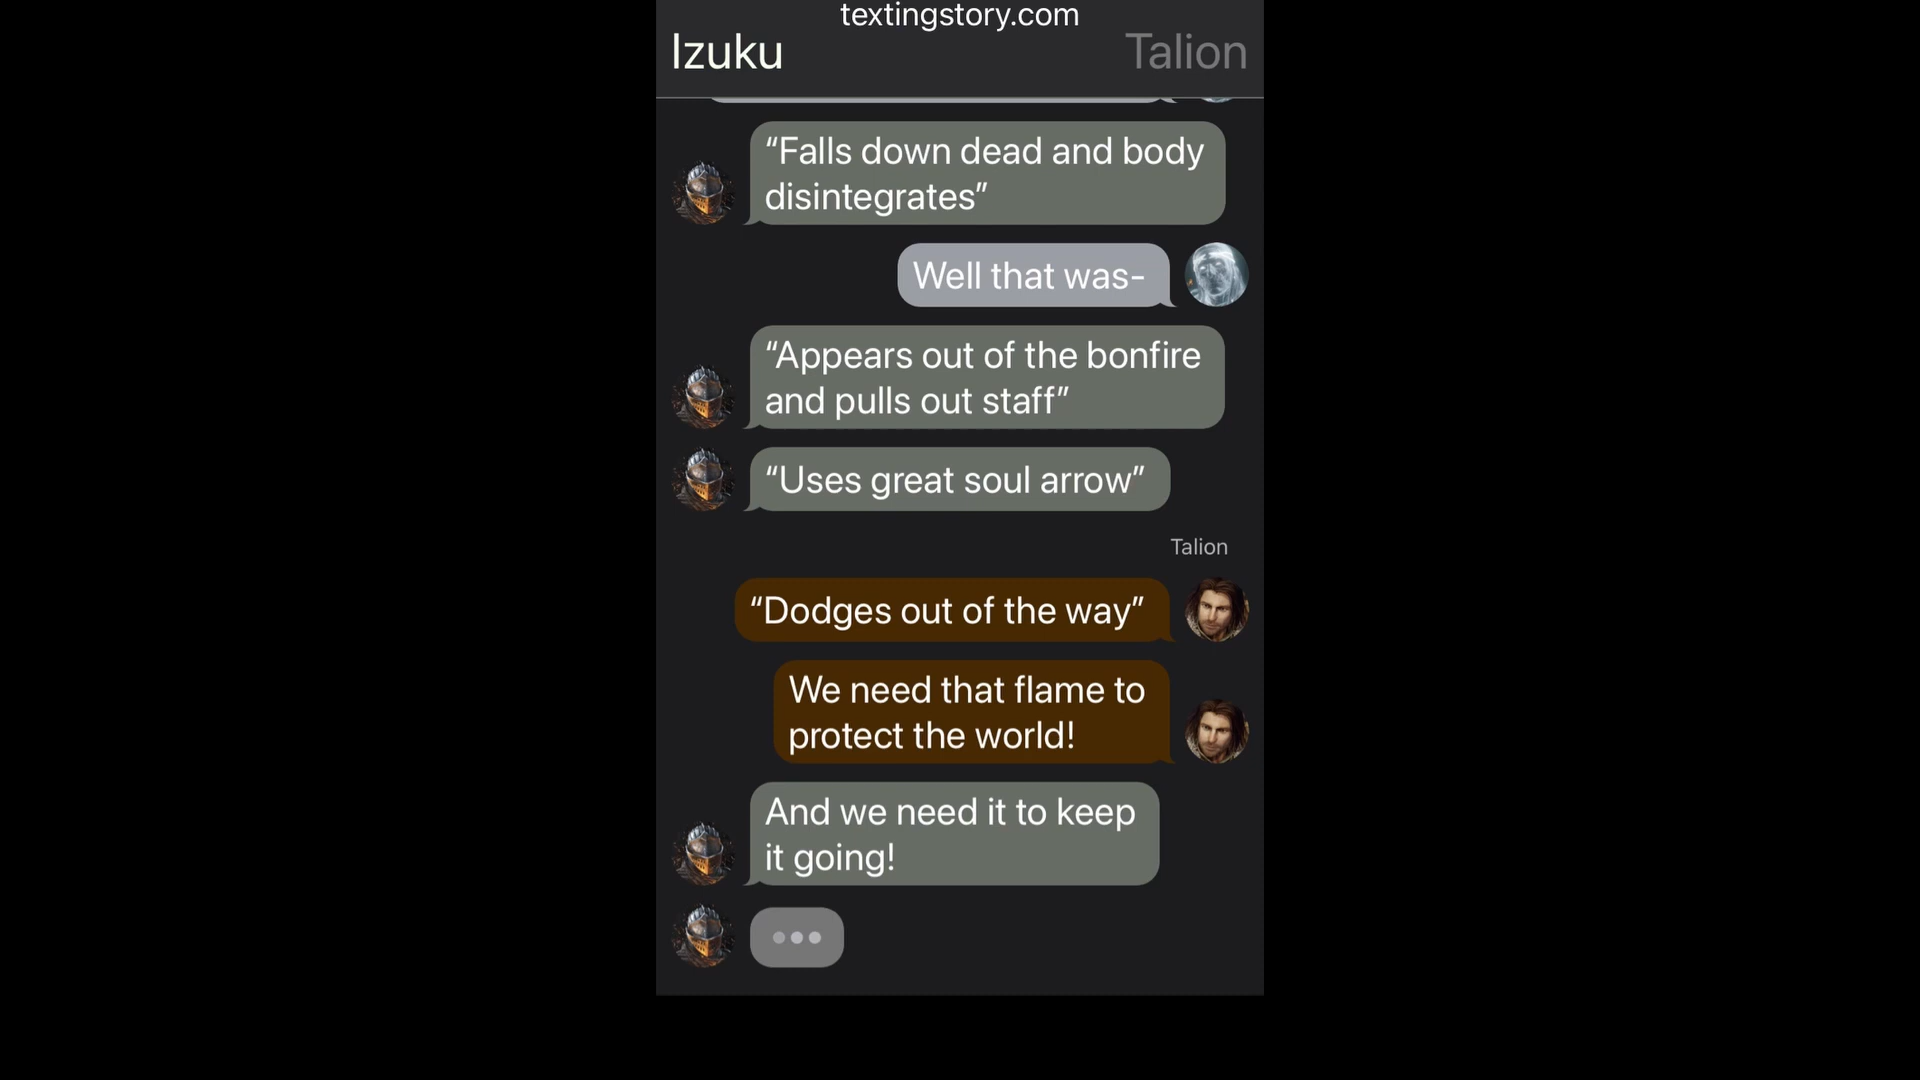 textingstory.com
Izuku
Talion
“Falls down dead and body
disintegrates”
Well that was-
“Appears out of the bonfire
and pulls out staff”
“Uses great soul arrow”
Talion
“Dodges out of the way”
We need that flame to
protect the world!
And we need it to keep
it going!